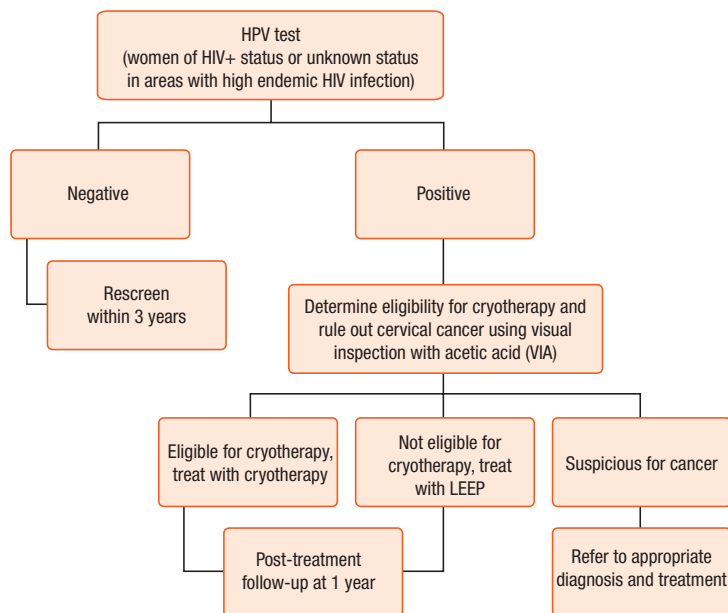 HPV test
(women of HIV+ status or unknown status
in areas with high endemic HIV infection)
Negative
Positive
Rescreen
within 3 years
Determine eligibility for cryotherapy and
rule out cervical cancer using visual
inspection with acetic acid (VIA)
Eligible for cryotherapy,
treat with cryotherapy
Not eligible for
cryotherapy, treat
with LEEP
Suspicious for cancer
Post-treatment
follow-up at 1 year
Refer to appropriate
diagnosis and treatment